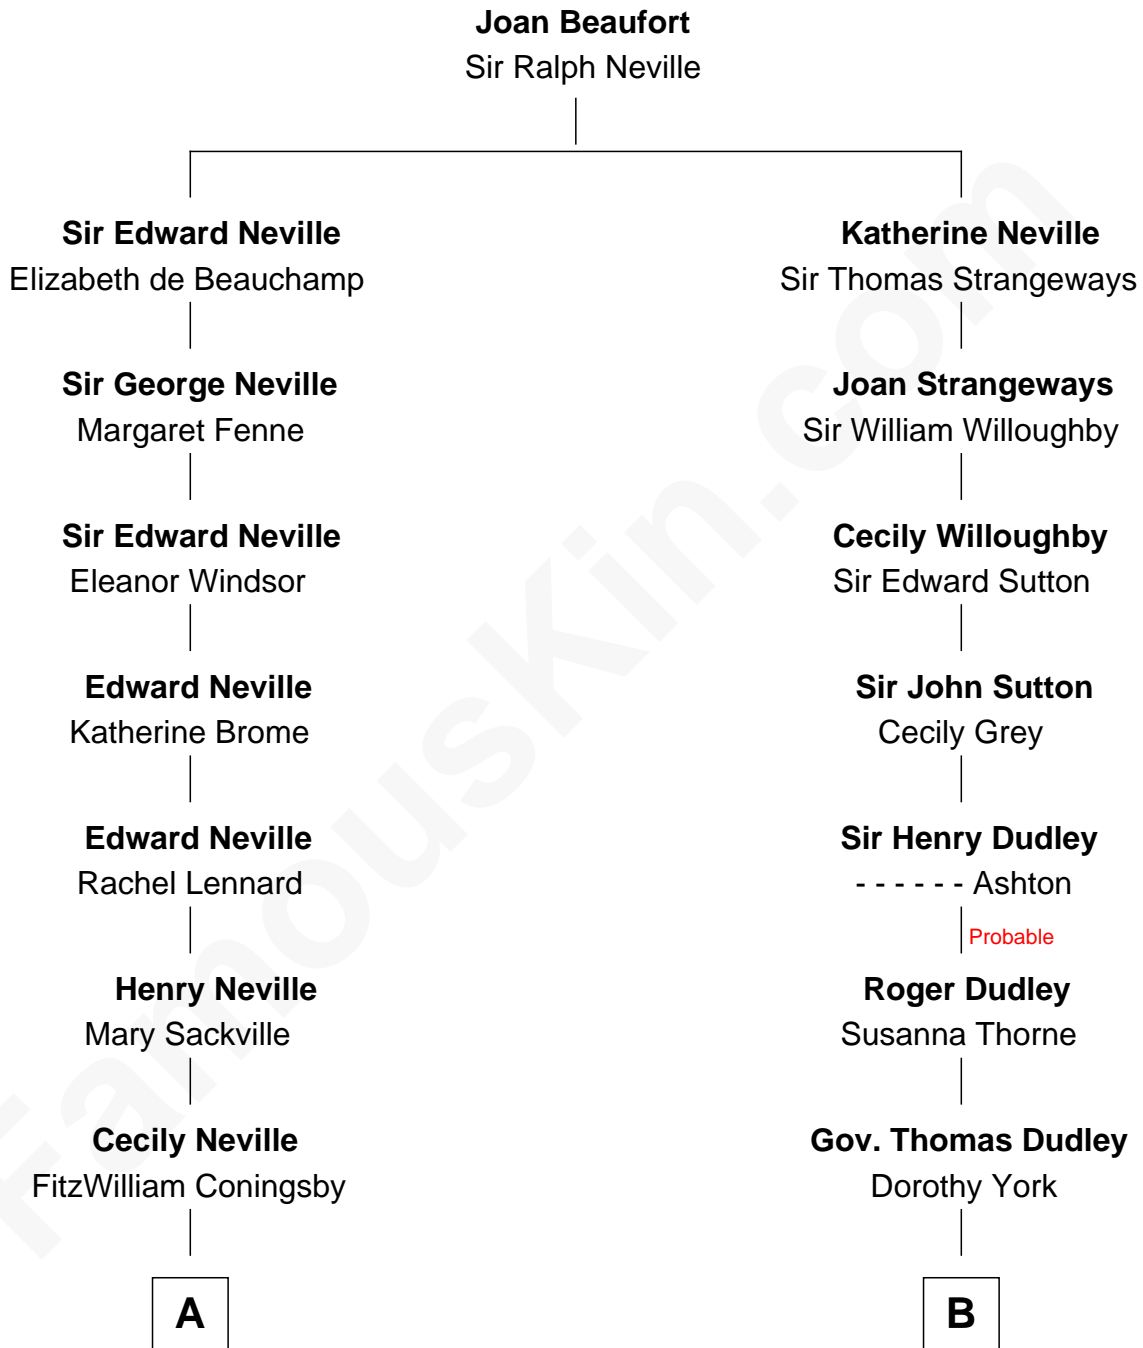 Joan Beaufort
Sir Ralph Neville
Sir Edward Neville
Elizabeth de Beauchamp
Katherine Neville
Sir Thomas Strangeways
Sir George Neville
Margaret Fenne
Joan Strangeways
Sir William Willoughby
Sir Edward Neville
Eleanor Windsor
Cecily Willoughby
Sir Edward Sutton
Edward Neville
Katherine Brome
Sir John Sutton
Cecily Grey
Edward Neville
Rachel Lennard
Sir Henry Dudley
- - - - - - Ashton
Probable
Henry Neville
Mary Sackville
Roger Dudley
Susanna Thorne
Cecily Neville
FitzWilliam Coningsby
Gov. Thomas Dudley
Dorothy York
A
B
FamousKin.com